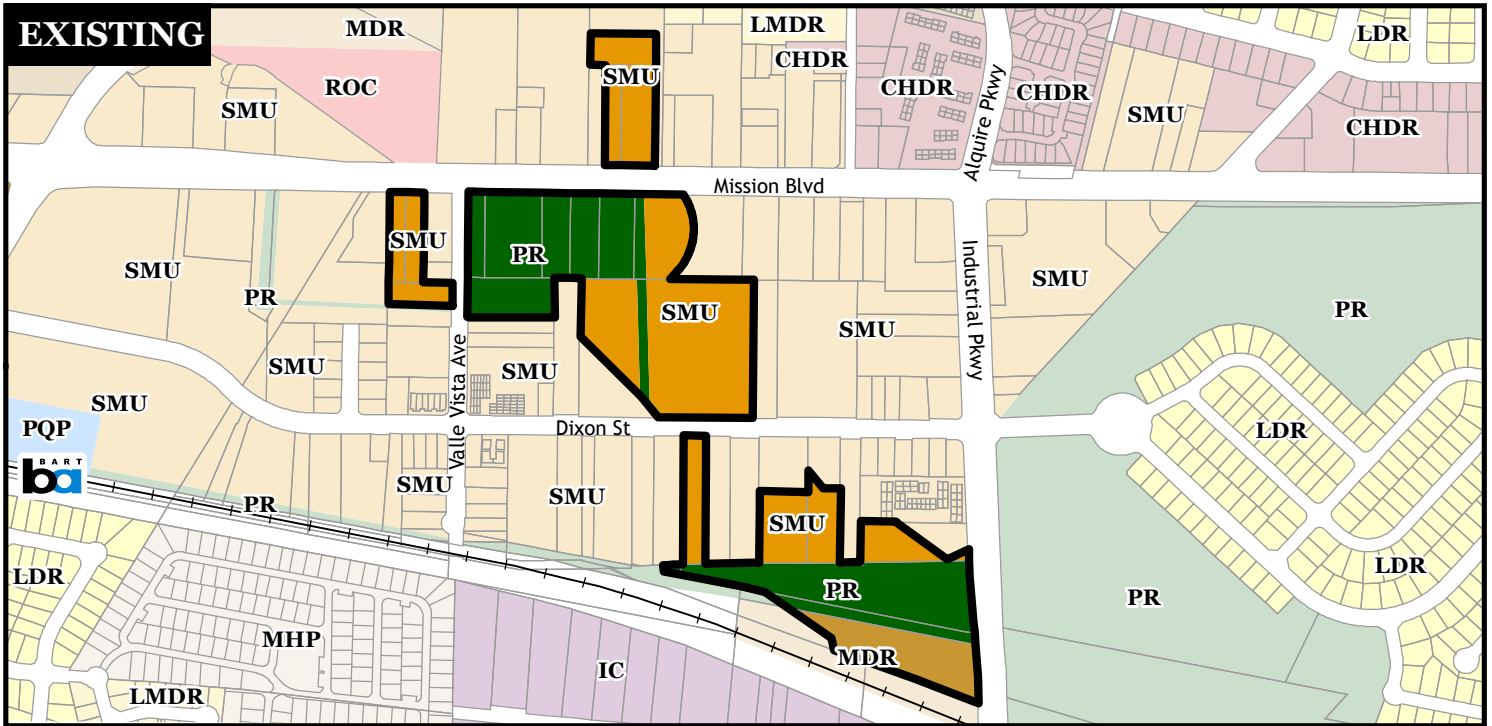 EXISTING
MDR
LMDR
LDR
CHDR
SMU
ROC
CHDR
CHDR
SMU
SMU
CHDR
Alquire Pkwy
Mission Blvd
SMU
PR
SMU
SMU
PR
SMU
SMU
Industrial Pkwy
SMU
PR
SMU
SMU
Valle Vista Ave
SMU
PQP
Dixon St
LDR
BART
ba
SMU
SMU
PR
SMU
LDR
LDR
PR
PR
MHP
MDR
IC
LMDR